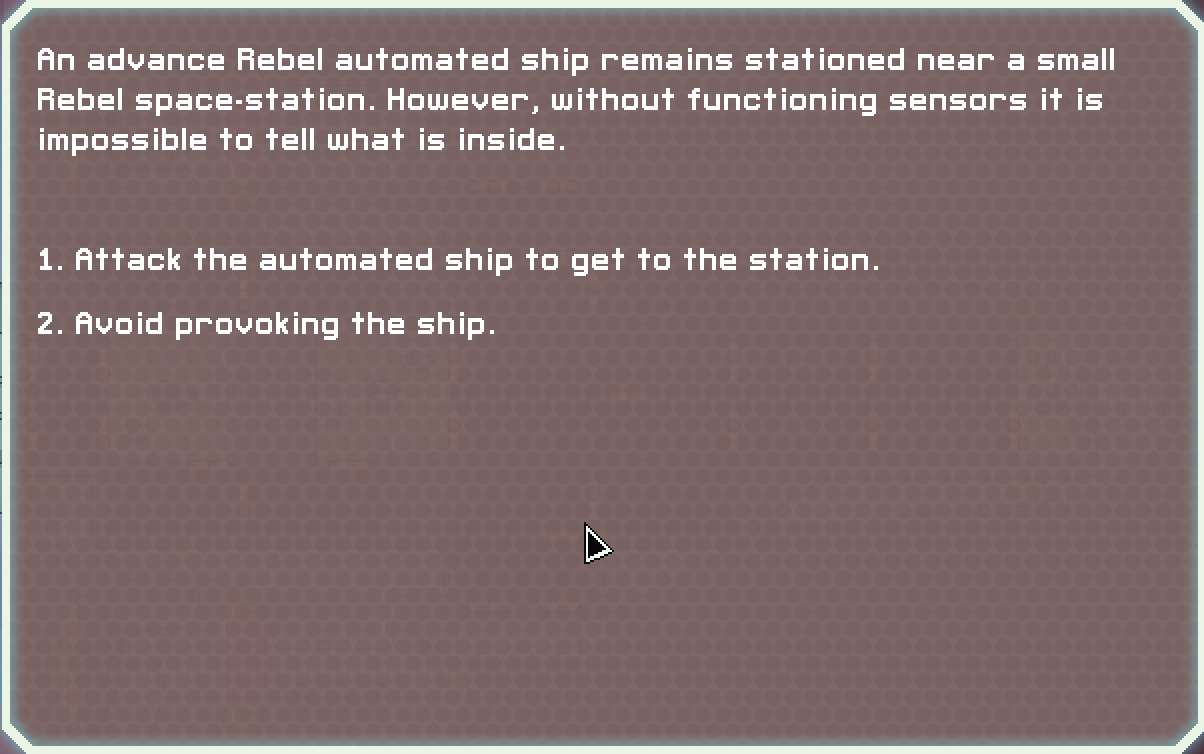 An advance Rebel automated ship remains stationed near a small
Rebel space-station. However, without functioning sensors it is
impossible to tell what is inside.
1. Attack the automated ship to get to the station.
2. Avoid provoking the ship.